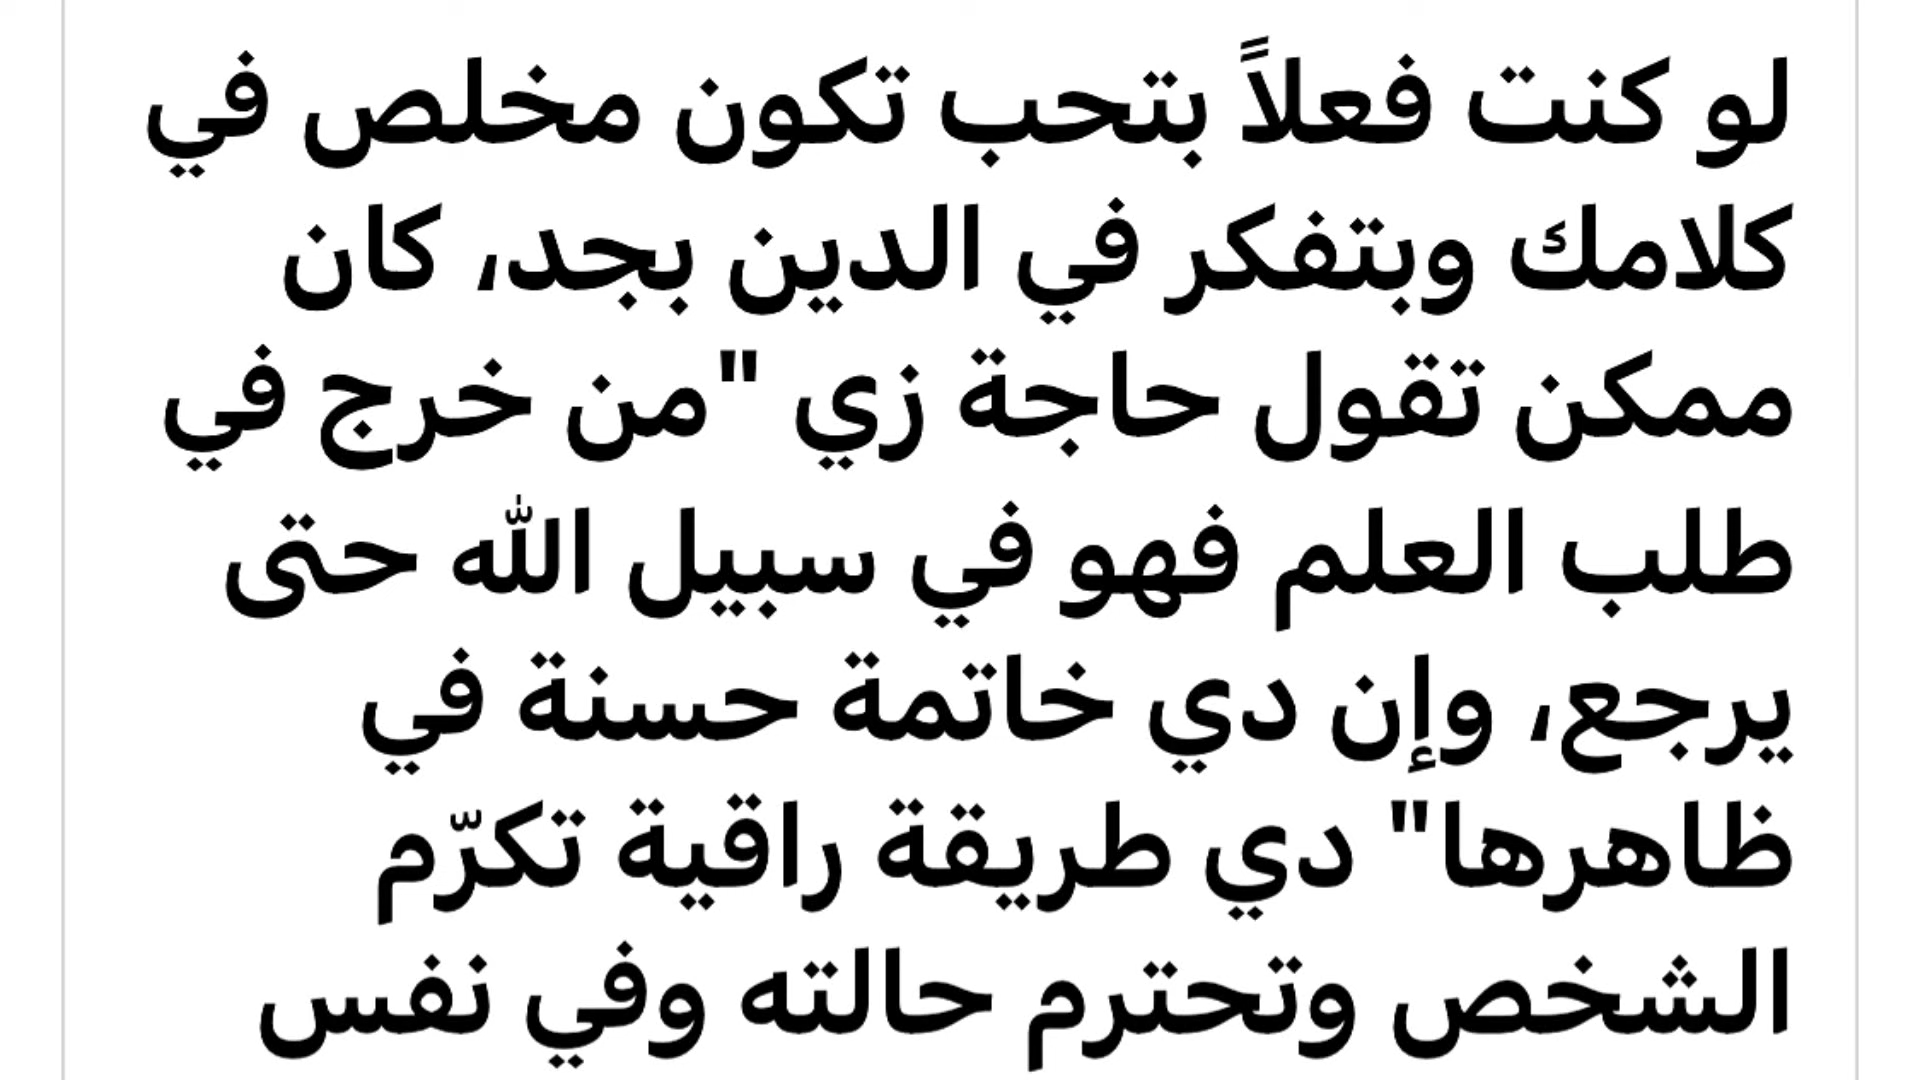 لو كنت فعلاً بتحب تكون مخلص في
كلامك وبتفكر في الدين بجد، كان
ممكن تقول حاجة زي "من خرج في
طلب العلم فهو في سبيل الله حتى
يرجع، وإن دي خاتمة حسنة في
ظاهرها" دي طريقة راقية تكرّم
الشخص وتحترم حالته وفي نفس